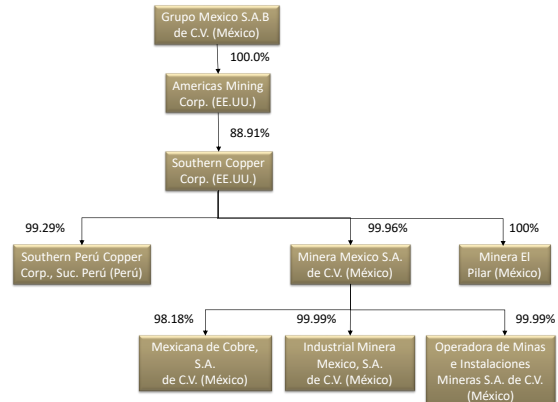 Grupo Mexico S.A.B
de C.V. (México)
100.0%
Americas Mining
Corp. (EE.UU.)
88.91%
Southern Copper
Corp. (EE.UU.)
99.29%
99.96%
100%
Southern Perú Copper
Corp., Suc. Perú (Perú)
Minera Mexico S.A.
de C.V. (México)
Minera El
Pilar (México)
98.18%
99.99%
99.99%
Mexicana de Cobre,
S.A.
de C.V. (México)
Industrial Minera
Mexico, S.A.
de C.V. (México)
Operadora de Minas
e Instalaciones
Mineras S.A. de C.V.
(México)